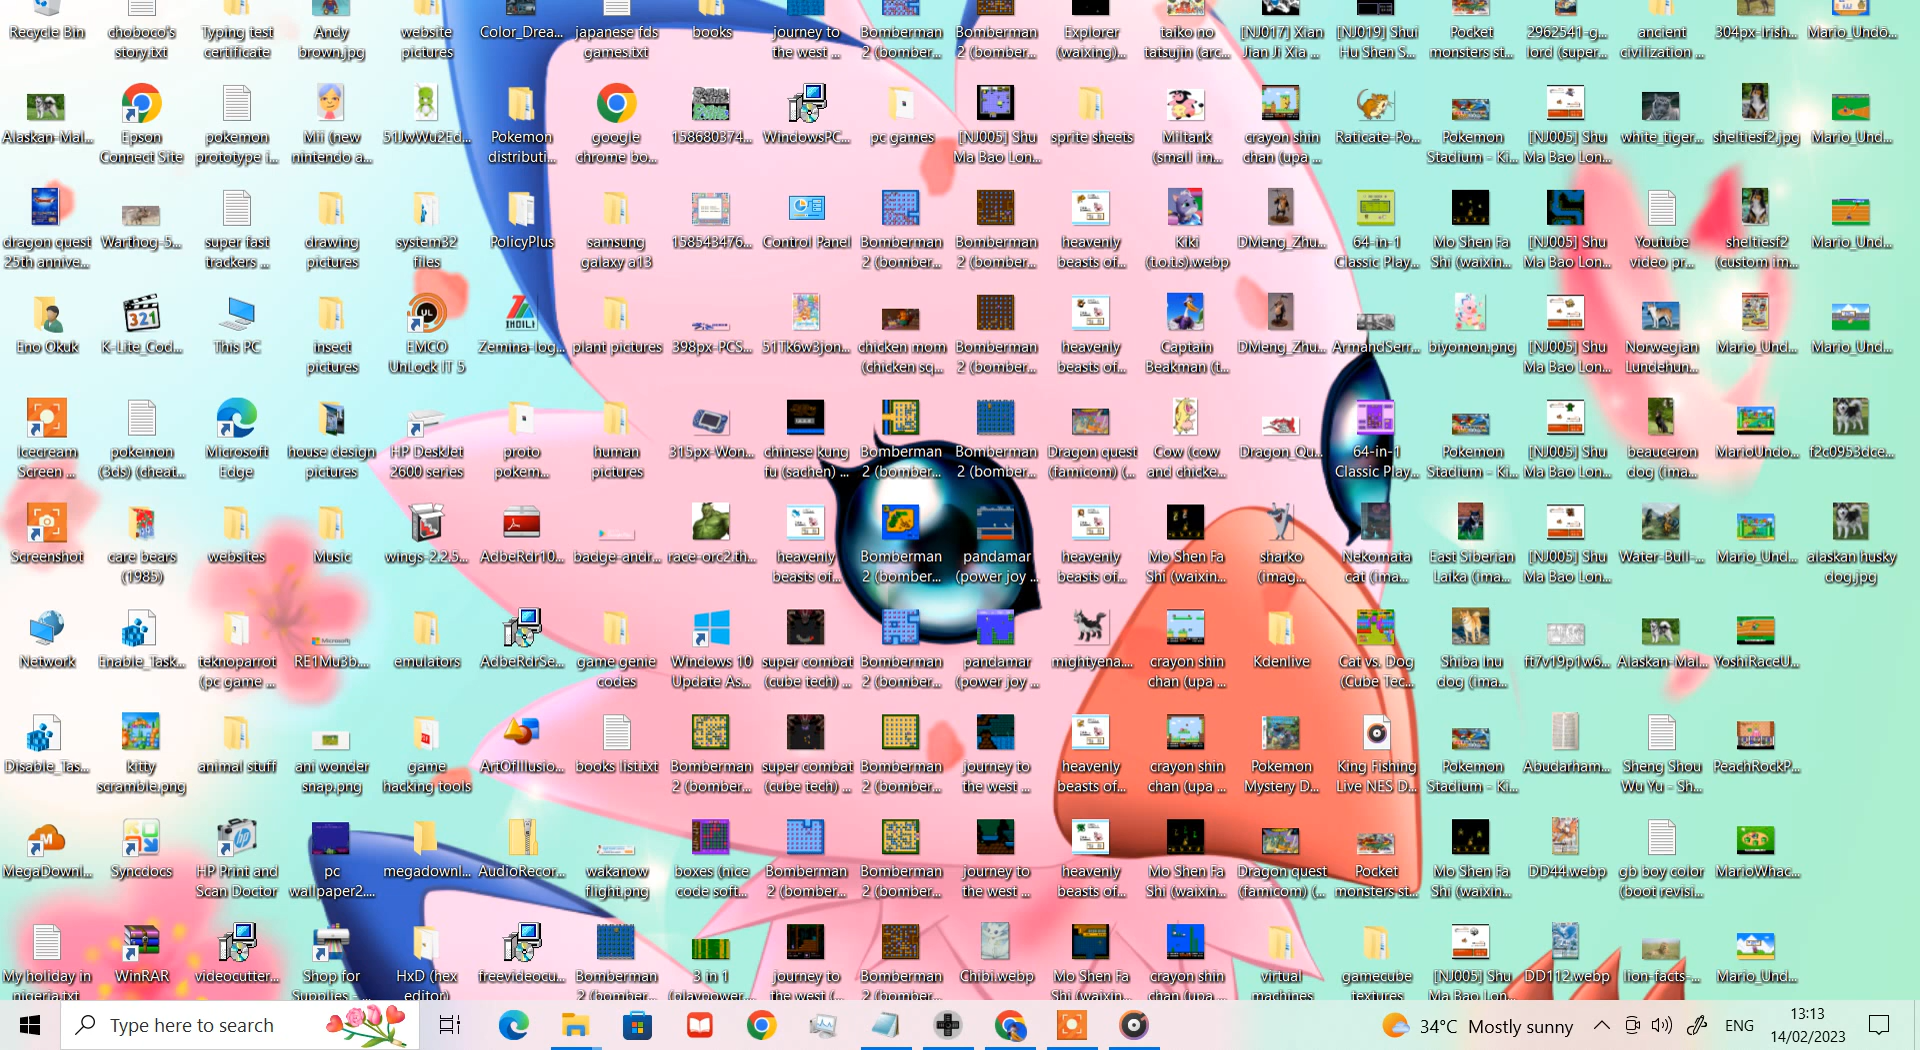 Recycle Bin
choboco's
story.txt
Typing test
certificate
Andy
brown.jpg
website
pictures
Color_Drea...
japanese fds
games.txt
books
journey to
the west ...
Bomberman
2 (bomber...
Bomberman
2 (bomber...
Explorer
(waixing)...
taiko no
tatsujin (arc...
[NJ017] Xian
Jian Ji Xia ...
[NJ019] Shui
Hu Shen S...
Pocket
monsters st...
2962541-g...
lord (super...
ancient
civilization ...
304px-Irish...
Mario_Undo...
Alaskan-Mal...
Epson
Connect Site
pokemon
prototype i...
Mii (new
nintendo a...
51JwWu2Ed...
Pokemon
distributi...
google
chrome bo...
158680374...
WindowsPC...
pc games
[NJ005] Shu
Ma Bao Lon...
sprite sheets
Miltank
(small im...
crayon shin
chan (upa ...
Raticate-Po...
Pokemon
Stadium - Ki...
[NJ005] Shu
Ma Bao Lon...
white_tiger...
sheltiesf2.jpg
Mario_Und...
dragon quest
25th annive...
Warthog-5...
super fast
trackers ...
drawing
pictures
system32
files
PolicyPlus
samsung
galaxy a13
158543476...
Control Panel
Bomberman
2 (bomber...
Bomberman
2 (bomber...
heavenly
beasts of...
Kiki
(t.o.t.s).webp
DMeng_Zhu...
64-in-1
Classic Play...
Mo Shen Fa
Shi (waixin...
[NJ005] Shu
Ma Bao Lon...
Youtube
video pr...
sheltiesf2
(custom im...
Mario_Und...
Eno Okuk
K-Lite_Cod...
This PC
insect
pictures
EMCO
UnLock IT 5
Zemina-log...
plant pictures
398px-PCS...
51Tk6w3jon...
chicken mom
(chicken sq...
Bomberman
2 (bomber...
heavenly
beasts of...
Captain
Beakman (t...
DMeng_Zhu...
ArmandSerr...
biyomon.png
[NJ005] Shu
Ma Bao Lon...
Norwegian
Lundehun...
Mario_Und...
Mario_Und...
Icecream
Screen ...
pokemon
(3ds) (cheat...
Microsoft
Edge
house design
pictures
HP DeskJet
2600 series
proto
pokem...
human
pictures
315px-Won...
chinese kung
fu (sachen) ...
Bomberman
2 (bomber...
Bomberman
2 (bomber...
Dragon quest
(famicom) (...
Cow (cow
and chicke...
Dragon_Qu...
64-in-1
Classic Play...
Pokemon
Stadium - Ki...
[NJ005] Shu
Ma Bao Lon...
beauceron
dog (ima...
MarioUndo...
f2c0953dce...
Screenshot
care bears
(1985)
websites
Music
wings-2.2.5...
AdbeRdr10...
badge-andr...
race-orc2.th...
heavenly
beasts of...
Bomberman
2 (bomber...
pandamar
(power joy ...
heavenly
beasts of...
Mo Shen Fa
Shi (waixin...
sharko
(imag...
Nekomata
cat (ima...
East Siberian
Laika (ima...
[NJ005] Shu
Ma Bao Lon...
Water-Bull-...
Mario_Und...
alaskan husky
dog.jpg
Network
Enable_Task...
teknoparrot
(pc game ...
RE1Mu3b...
emulators
AdbeRdrSe...
game genie
codes
Windows 10
Update As...
super combat
(cube tech) ...
Bomberman
2 (bomber...
pandamar
(power joy ...
mightyena....
crayon shin
chan (upa ...
Kdenlive
Cat vs. Dog
(Cube Tec...
Shiba Inu
dog (ima...
ft7v19p1w6...
Alaskan-Mal...
YoshiRaceU...
Disable_Tas...
kitty
scramble.png
animal stuff
ani wonder
snap.png
game
hacking tools
ArtOfIllusio...
books list.txt
Bomberman
2 (bomber...
super combat
(cube tech) ...
Bomberman
2 (bomber...
journey to
the west ...
heavenly
beasts of...
crayon shin
chan (upa ...
Pokemon
Mystery D...
King Fishing
Live NES D...
Pokemon
Stadium - Ki...
Abudarham...
Sheng Shou
Wu Yu - Sh...
PeachRockP...
MegaDownl...
Syncdocs
HP Print and
Scan Doctor
pc
wallpaper2....
megadownl...
AudioRecor...
wakanow
flight.png
boxes (nice
code soft...
Bomberman
2 (bomber...
Bomberman
2 (bomber...
journey to
the west ...
heavenly
beasts of...
Mo Shen Fa
Shi (waixin...
Dragon quest
(famicom) (...
Pocket
monsters st...
Mo Shen Fa
Shi (waixin...
DD44.webp
gb boy color
(boot revisi...
MarioWhac...
My holiday in
nigeria.txt
WinRAR
videocutter...
Shop for
Supplies - ...
HxD (hex
editor)
freevideocu...
Bomberman
2 (bomber...
3 in 1
(playpower...
journey to
the west (...
Bomberman
2 (bomber...
Chibi.webp
Mo Shen Fa
Shi (waixin...
crayon shin
chan (upa ...
virtual
machines
gamecube
textures
[NJ005] Shu
Ma Bao Lon...
DD112.webp
lion-facts-...
Mario_Und...
Type here to search
34°C Mostly sunny
ENG
13:13
14/02/2023